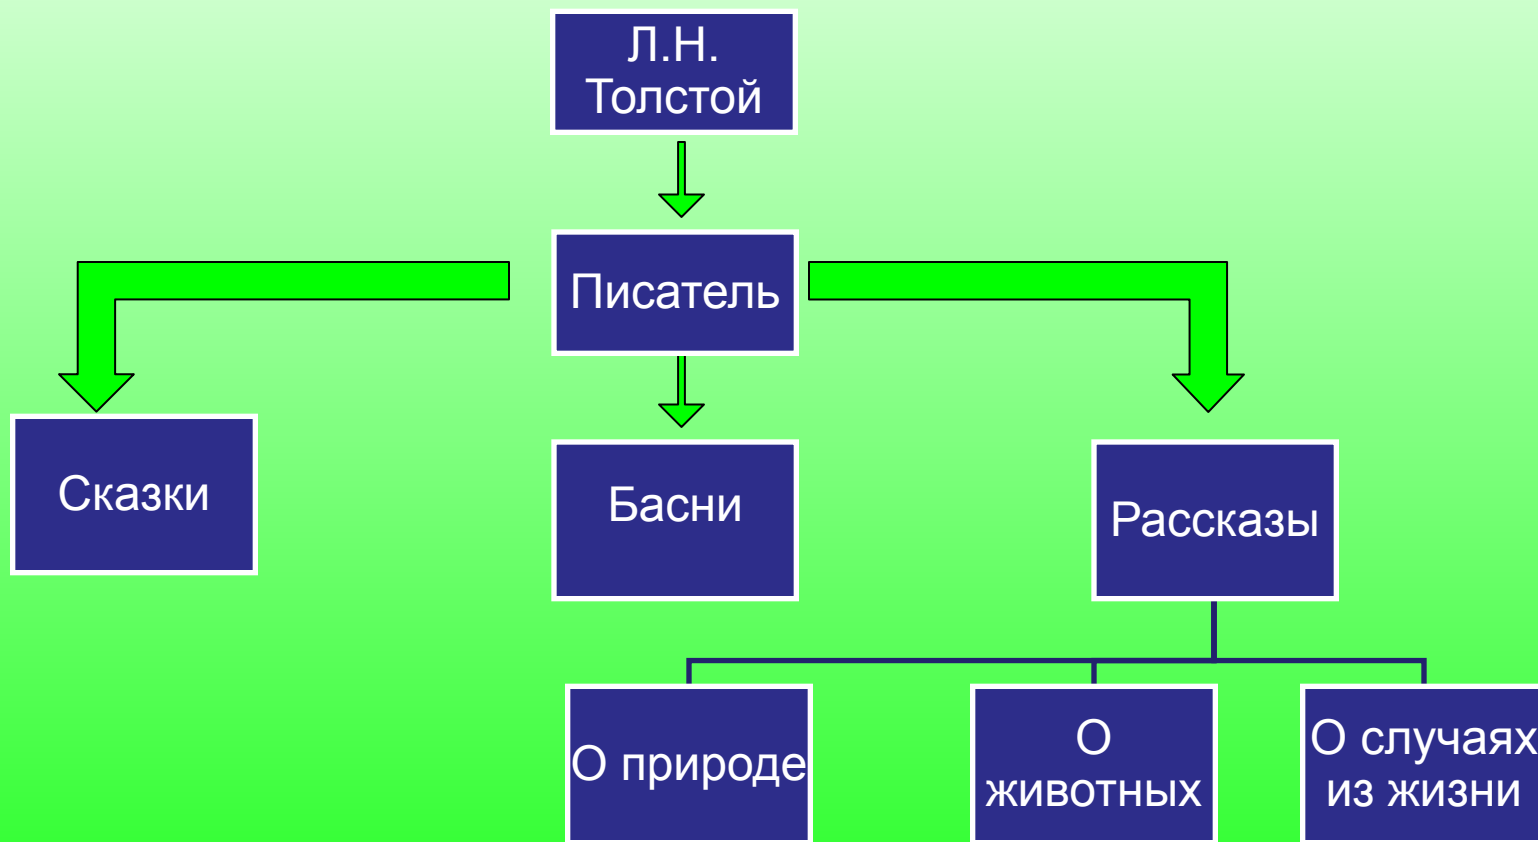 Л.Н.
Толстой
Писатель
Сказки
Басни
Рассказы
О природе
О
животных
О случаях
из жизни